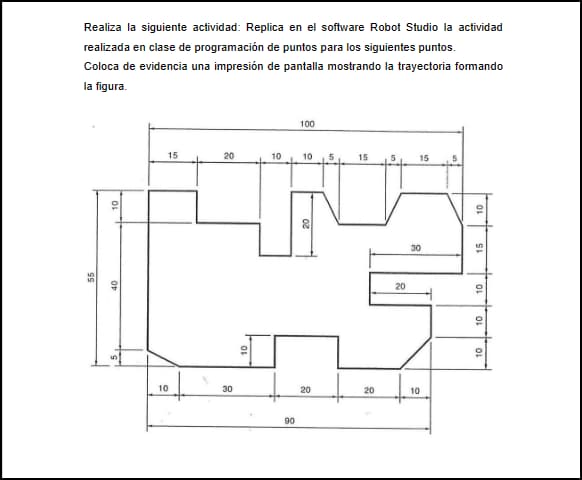 Realiza la siguiente actividad: Replica en el software Robot Studio la actividad
realizada en clase de programación de puntos para los siguientes puntos.
Coloca de evidencia una impresión de pantalla mostrando la trayectoria formando
la figura.
100
15 20 10 10 5 15 5 15 5
10
20
10
30
15
55
40
20
10
10
10
10
5
10 30 20 20 10
90